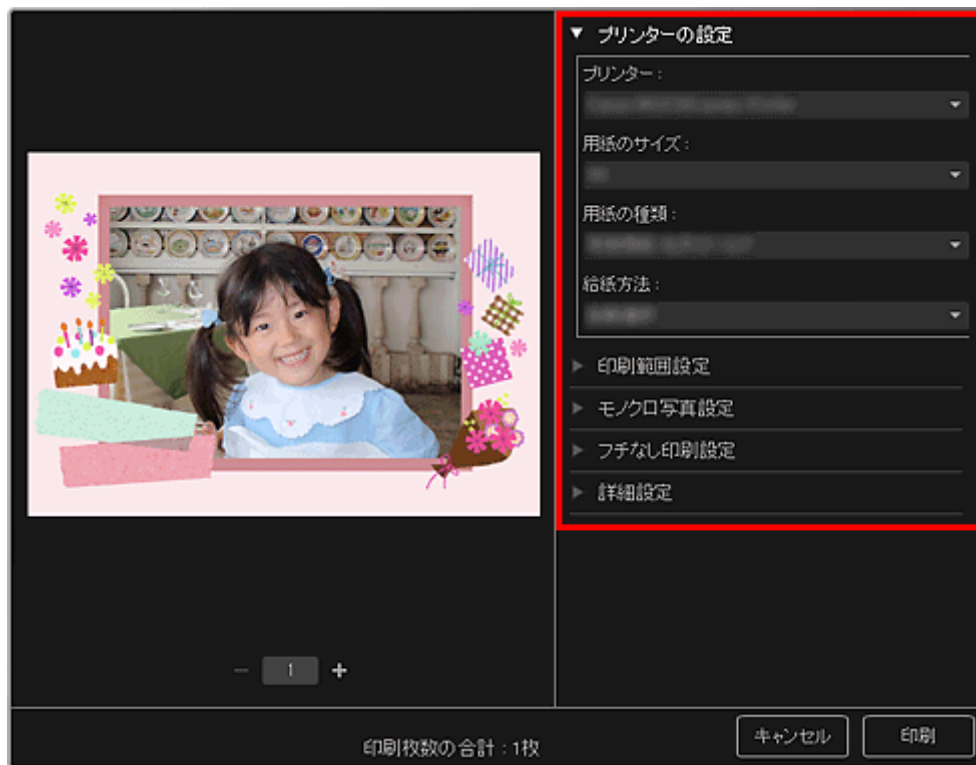 ▼ プリンターの設定
プリンター：
用紙のサイズ：
用紙の種類：
給紙方法：
印刷範囲設定
モノクロ写真設定
フチなし印刷設定
詳細設定
1
印刷枚数の合計：1枚
キャンセル
印刷